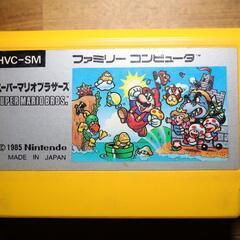 HVC-SM
ファミリー コンピュータ
スーパーマリオブラザーズ
SUPER MARIO BROS.
©1985 Nintendo
MADE IN JAPAN